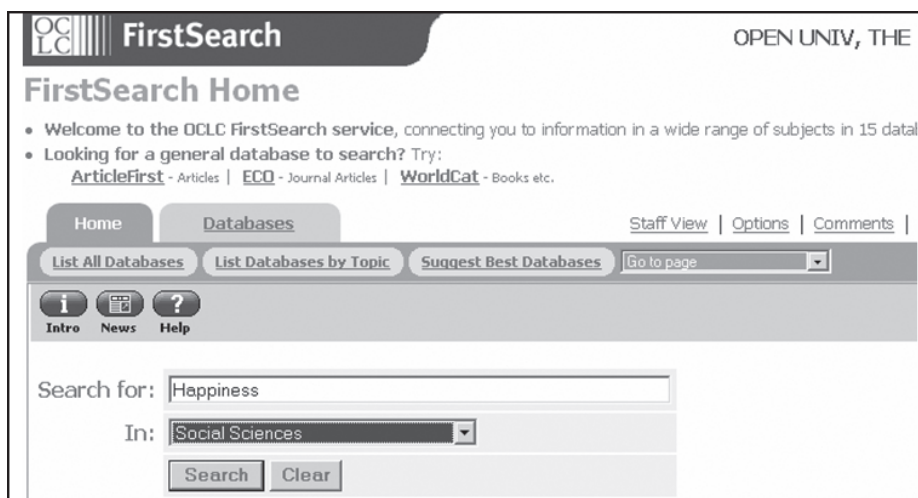 OCLC FirstSearch
OPEN UNIV, THE
FirstSearch Home
• Welcome to the OCLC FirstSearch service, connecting you to information in a wide range of subjects in 15
• Looking for a general database to search? Try:
ArticleFirst - Articles | ECO - Journal Articles | WorldCat - Books etc.
Home Databases Staff View | Options | Comments |
List All Databases List Databases by Topic Suggest Best Databases Go to page
i ?
Intro News Help
Search for: Happiness
In: Social Sciences
Search Clear